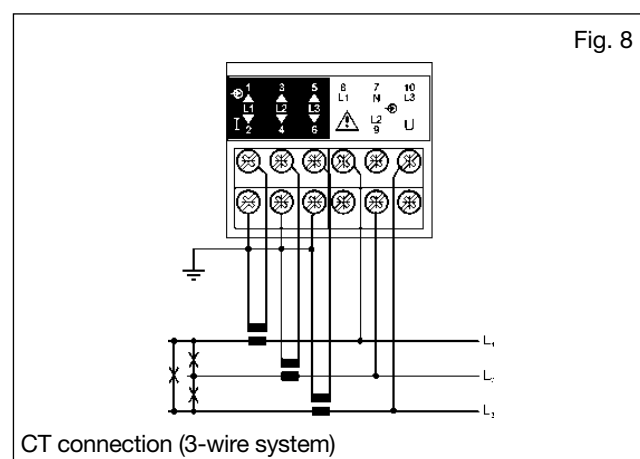 Fig. 8
1 3 5 8 7 10
L1 N L3
L1 L2 L3
I 2 4 6 L2 9 U
L1
L2
L3
CT connection (3-wire system)